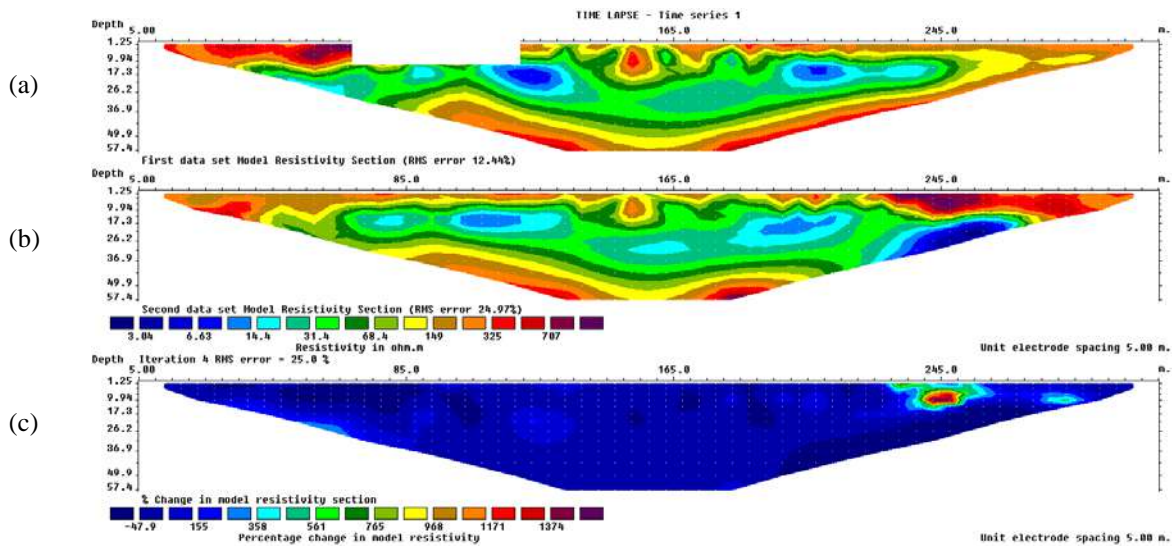 TIME LAPSE - Time series 1
Depth 5.00 165.0 245.0 m.
(a)
1.25
9.94
17.3
26.2
36.9
49.9
57.4
First data set Model Resistivity Section (RMS error 12.44%)
Depth 5.00 85.0 165.0 245.0 m.
(b)
1.25
9.94
17.3
26.2
36.9
49.9
57.4
Second data set Model Resistivity Section (RMS error 24.97%)
3.04 6.63 14.4 31.4 68.4 149 325 707
Resistivity in ohm.m Unit electrode spacing 5.00 m.
Depth Iteration 4 RMS error = 25.0 %
5.00 85.0 165.0 245.0 m.
(c)
1.25
9.94
17.3
26.2
36.9
49.9
57.4
% Change in model resistivity section
-47.9 155 358 561 765 968 1171 1374
Percentage change in model resistivity Unit electrode spacing 5.00 m.